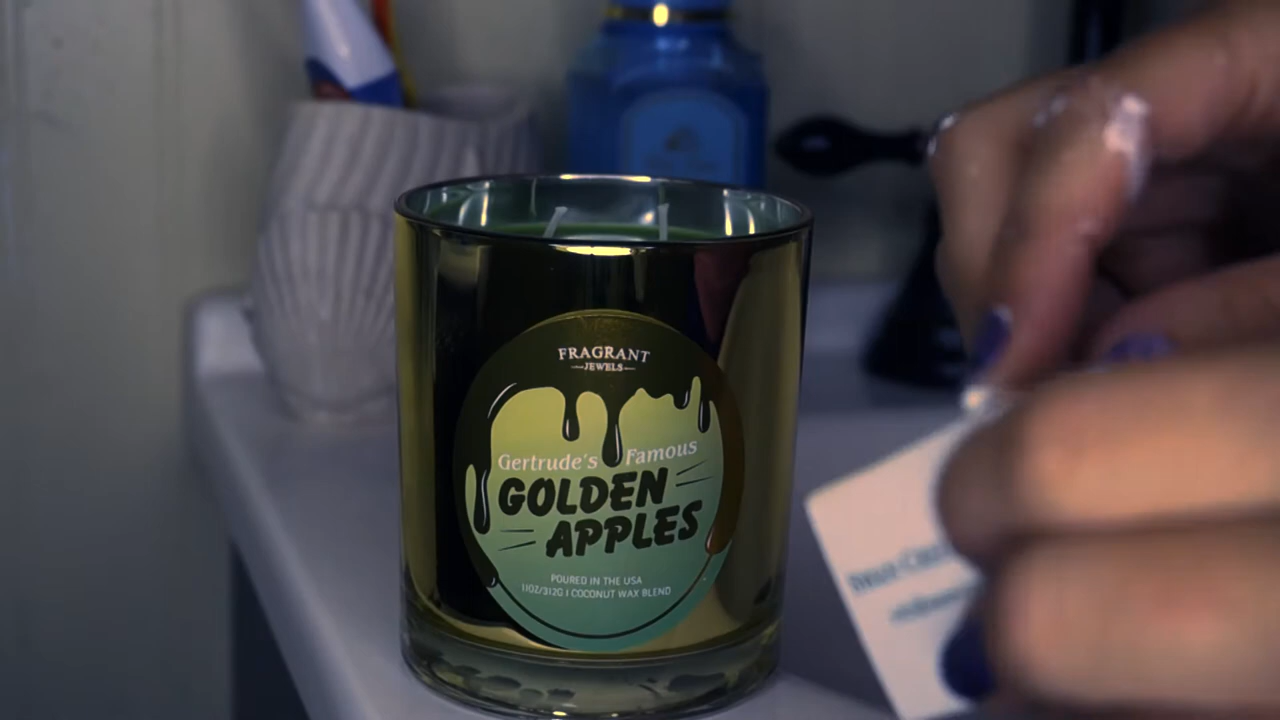 FRAGRANT
JEWELS
Gertrude's Famous
GOLDEN
APPLES
POURED IN THE USA
11OZ/312G | COCONUT WAX BLEND